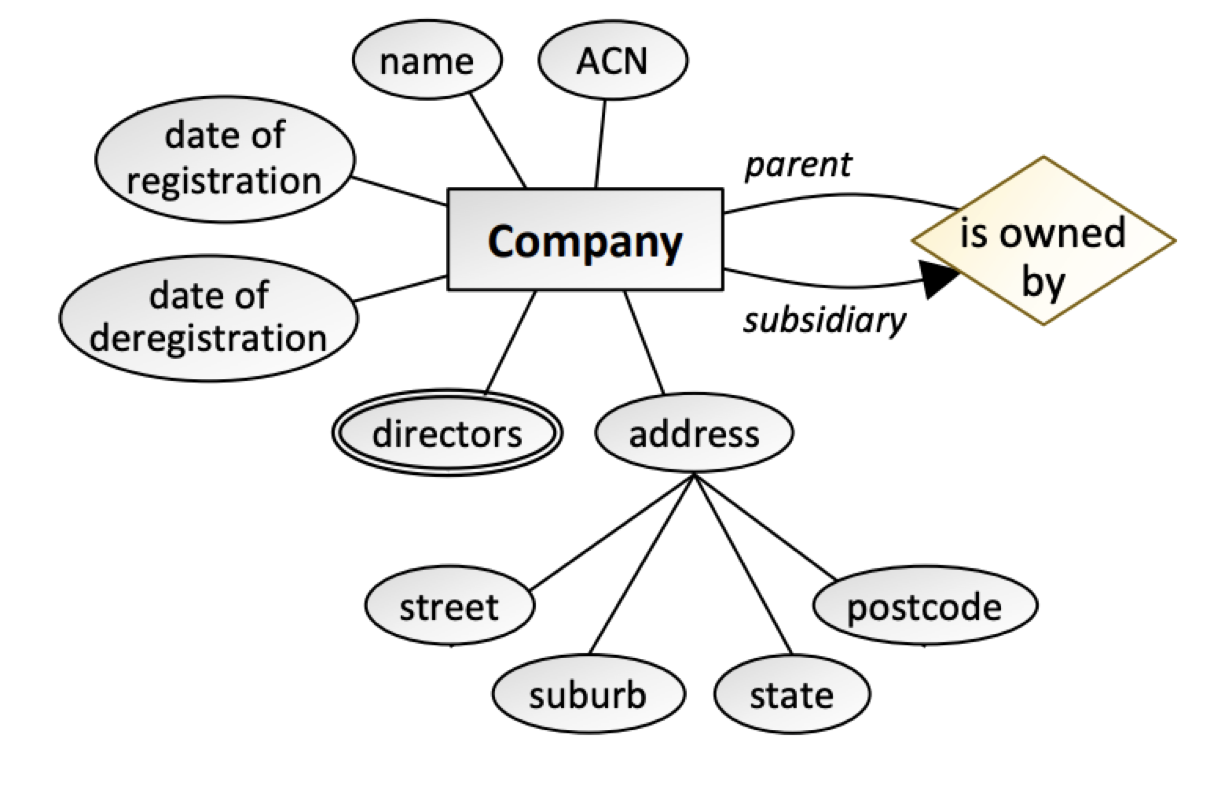 name
ACN
date of
registration
parent
Company
is owned
by
date of
deregistration
subsidiary
directors
address
street
postcode
suburb
state